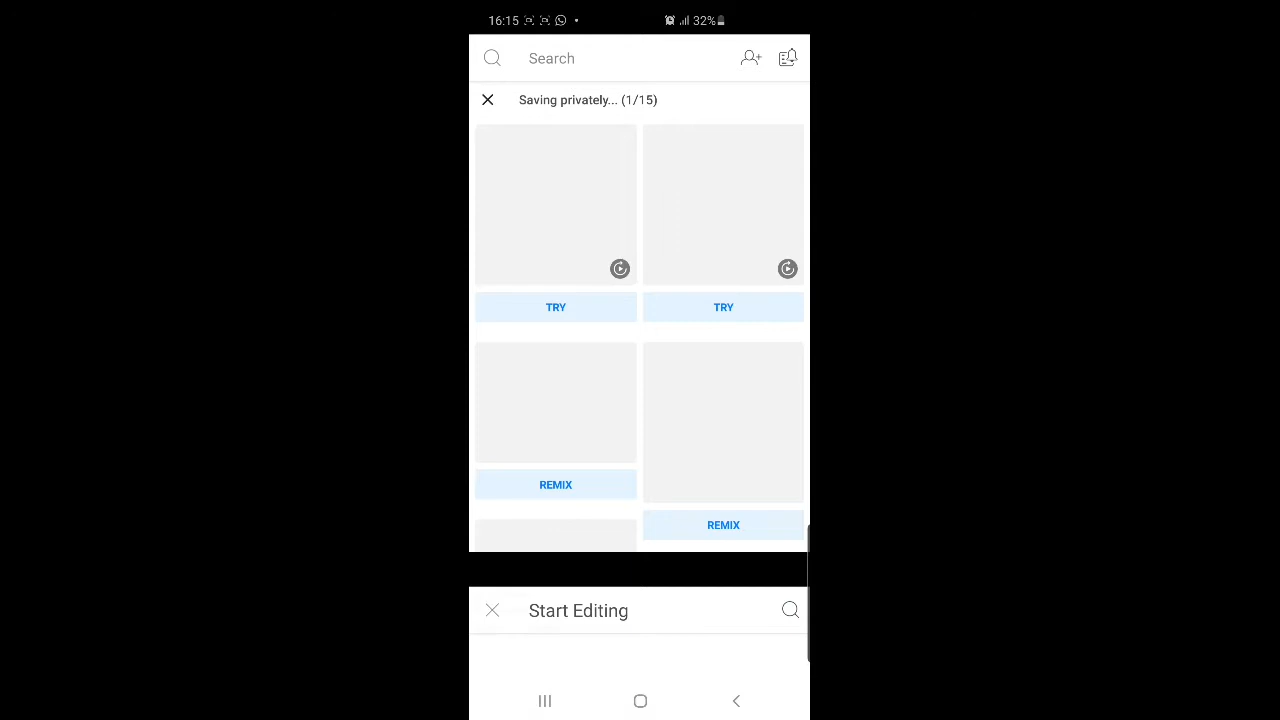 16:15 32%
Search
Saving privately... (1/15)
TRY TRY
REMIX
REMIX
Start Editing